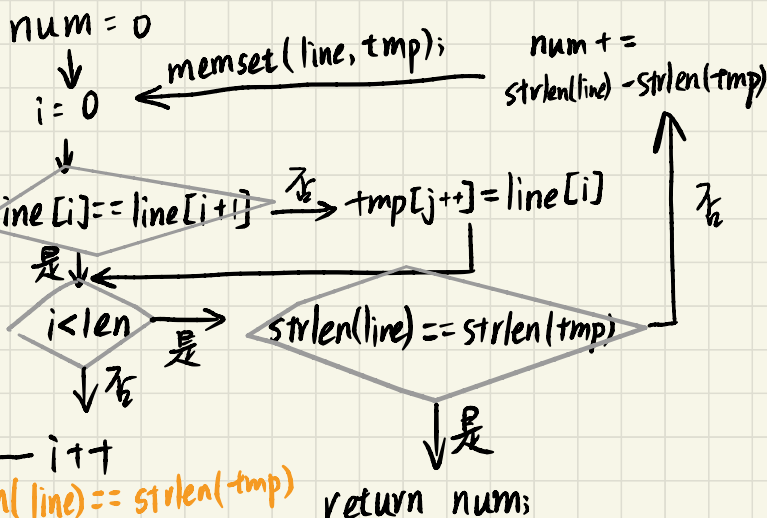 num = 0
memset(line, tmp);
num + =
strlen(line) - strlen(tmp)
i = 0
ine[i]==line[i+1]
否
tmp[j++]=line[i]
否
是
i<len
是
strlen(line) == strlen(tmp)
否
是
i++
n(line)== strlen(tmp)
return num;